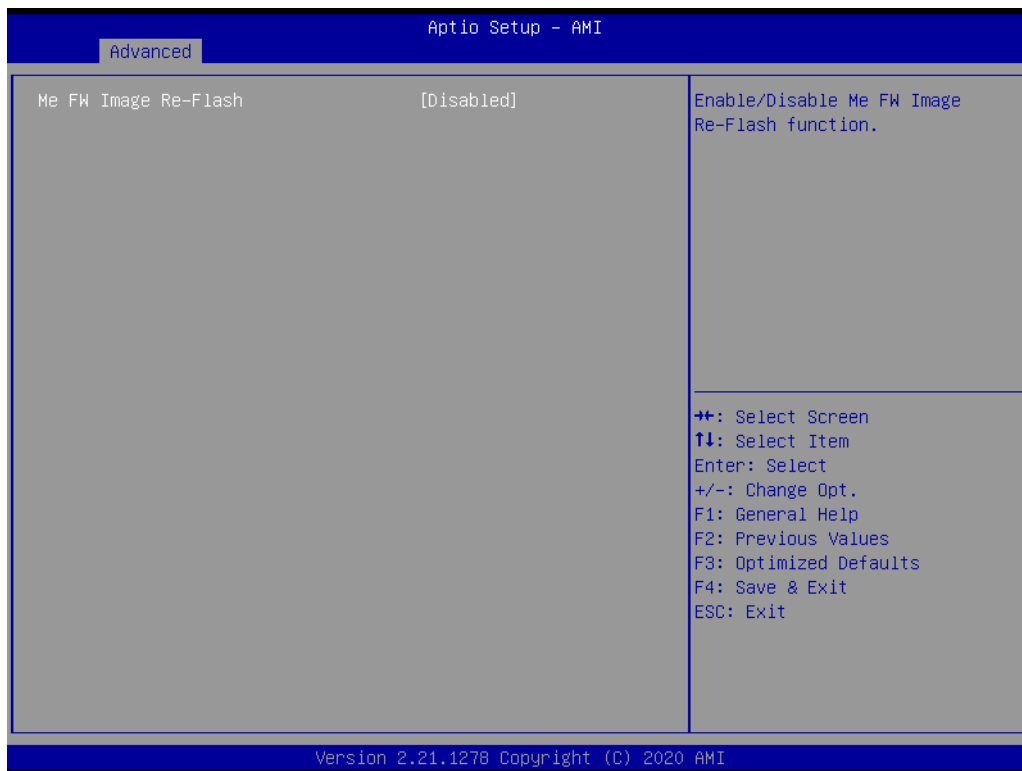 Aptio Setup – AMI
Advanced
Me FW Image Re-Flash [Disabled]
Enable/Disable Me FW Image
Re-Flash function.
→←: Select Screen
↑↓: Select Item
Enter: Select
+/-: Change Opt.
F1: General Help
F2: Previous Values
F3: Optimized Defaults
F4: Save & Exit
ESC: Exit
Version 2.21.1278 Copyright (C) 2020 AMI